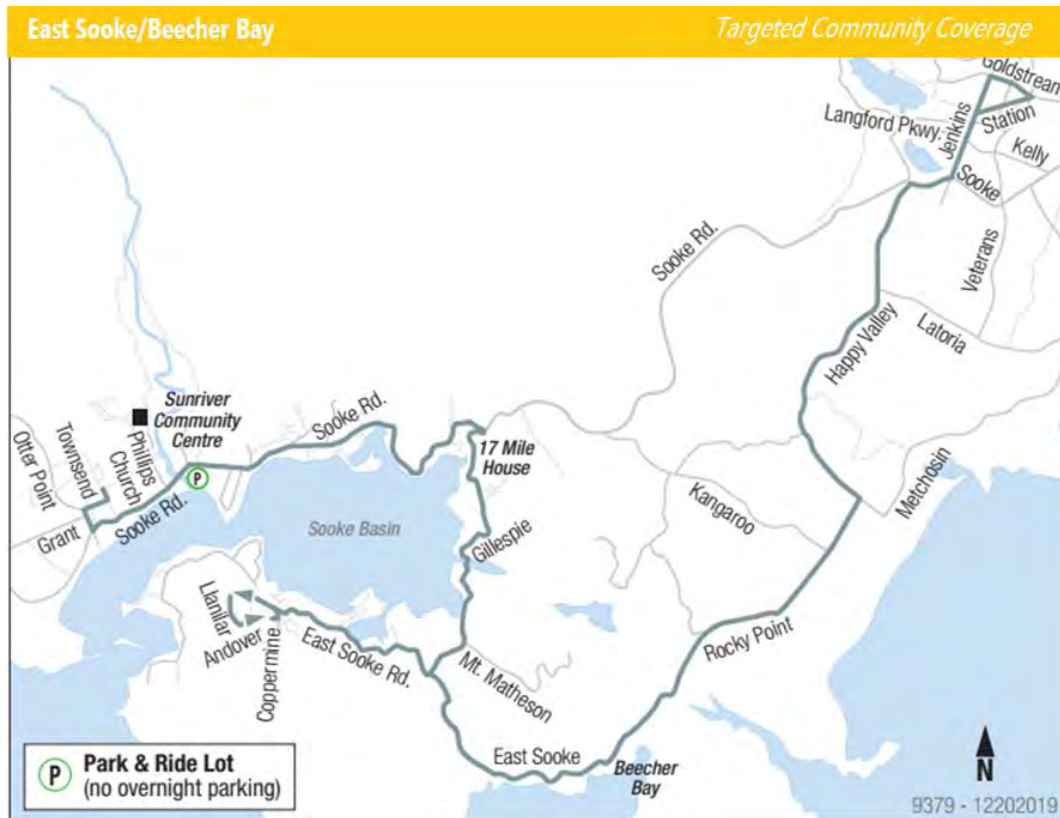 East Sooke/Beecher Bay
Targeted Community Coverage
Goldstream
Langford Pkwy.
Jenkins
Station
Kelly
Sooke
Veterans
Sooke Rd.
Happy Valley
Latoria
Sunriver
Community
Centre
Sooke Rd.
17 Mile
House
Otter Point
Townsend
Phillips
Church
P
Sooke Rd.
Grant
Sooke Basin
Gillespie
Kangaroo
Metchosin
Llanilar
Andover
Coppermine
East Sooke Rd.
Mt. Matheson
Rocky Point
East Sooke
Beecher
Bay
P
Park & Ride Lot
(no overnight parking)
N
9379 - 12202019